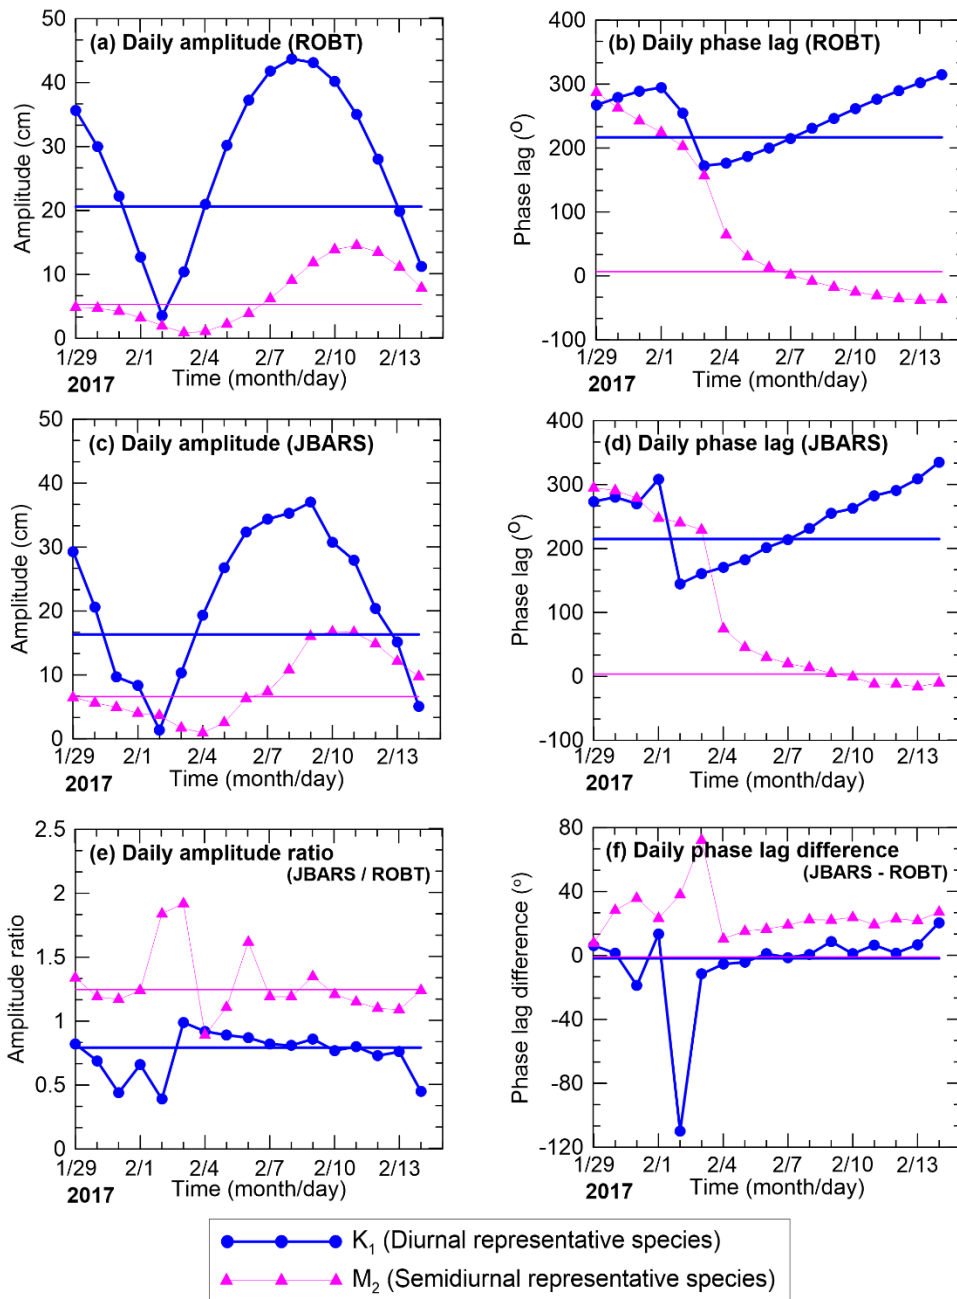 (a) Daily amplitude (ROBT)
Amplitude (cm)
50
40
30
20
10
0
1/29 2/1 2/4 2/7 2/10 2/13
2017 Time (month/day)
(b) Daily phase lag (ROBT)
Phase lag (°)
400
300
200
100
0
-100
1/29 2/1 2/4 2/7 2/10 2/13
2017 Time (month/day)
(c) Daily amplitude (JBARS)
Amplitude (cm)
50
40
30
20
10
0
1/29 2/1 2/4 2/7 2/10 2/13
2017 Time (month/day)
(d) Daily phase lag (JBARS)
Phase lag (°)
400
300
200
100
0
-100
1/29 2/1 2/4 2/7 2/10 2/13
2017 Time (month/day)
(e) Daily amplitude ratio
(JBARS / ROBT)
Amplitude ratio
2.5
2
1.5
1
0.5
0
1/29 2/1 2/4 2/7 2/10 2/13
2017 Time (month/day)
(f) Daily phase lag difference
(JBARS - ROBT)
Phase lag difference (°)
80
40
0
-40
-80
-120
1/29 2/1 2/4 2/7 2/10 2/13
2017 Time (month/day)
K₁ (Diurnal representative species)
M₂ (Semidiurnal representative species)